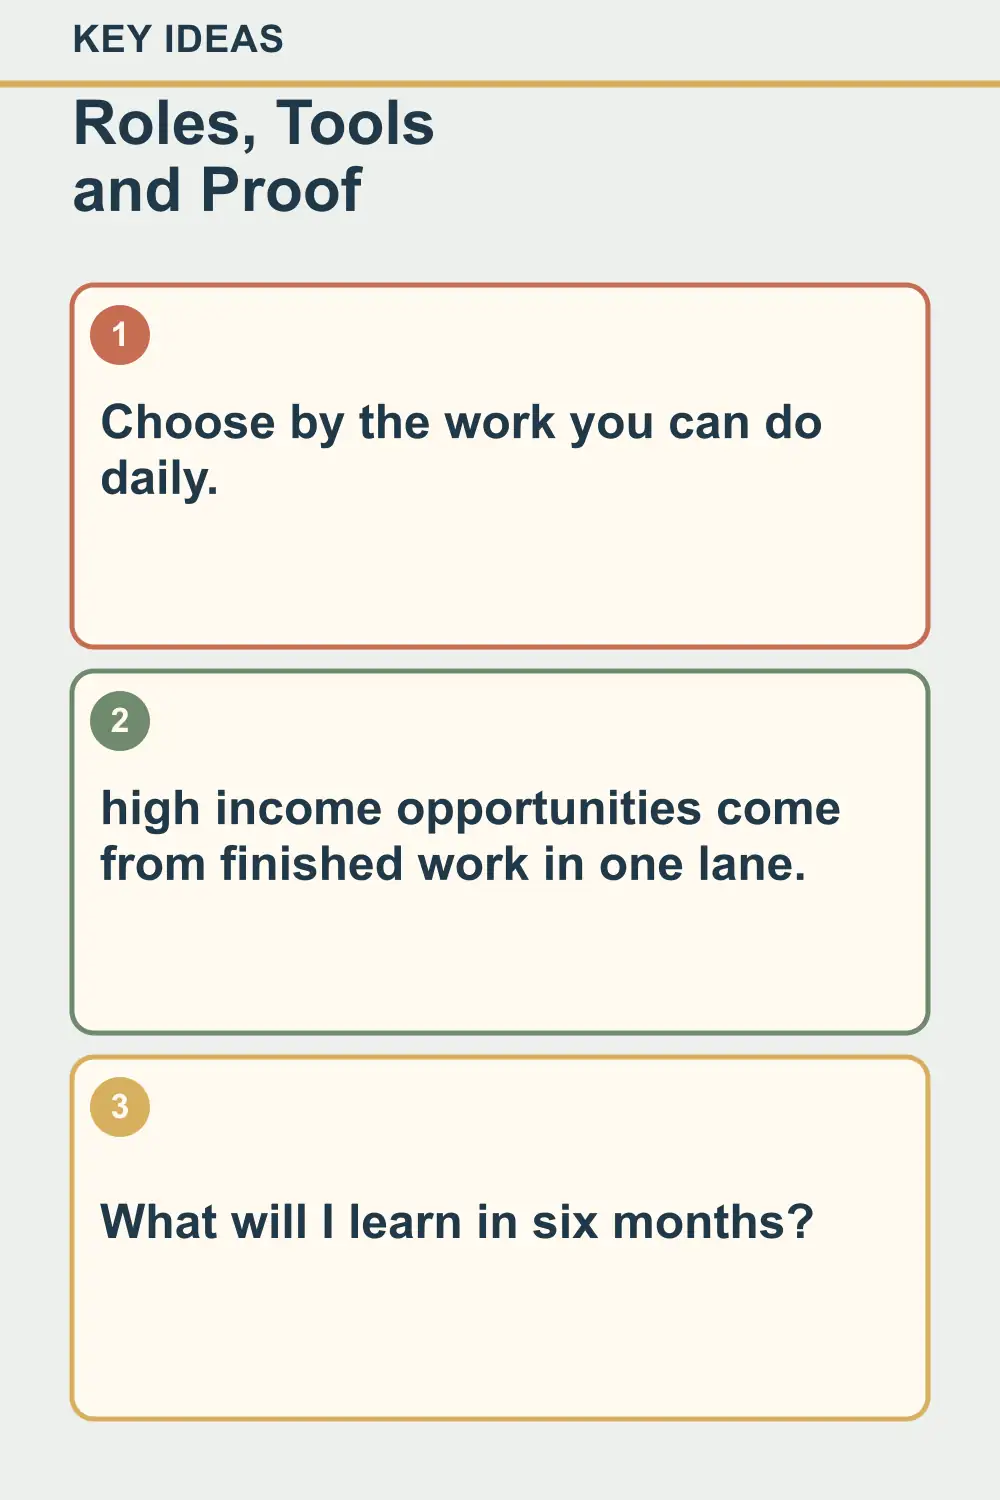 KEY IDEAS
Roles, Tools
and Proof
1
Choose by the work you can do
daily.
2
high income opportunities come
from finished work in one lane.
3
What will I learn in six months?